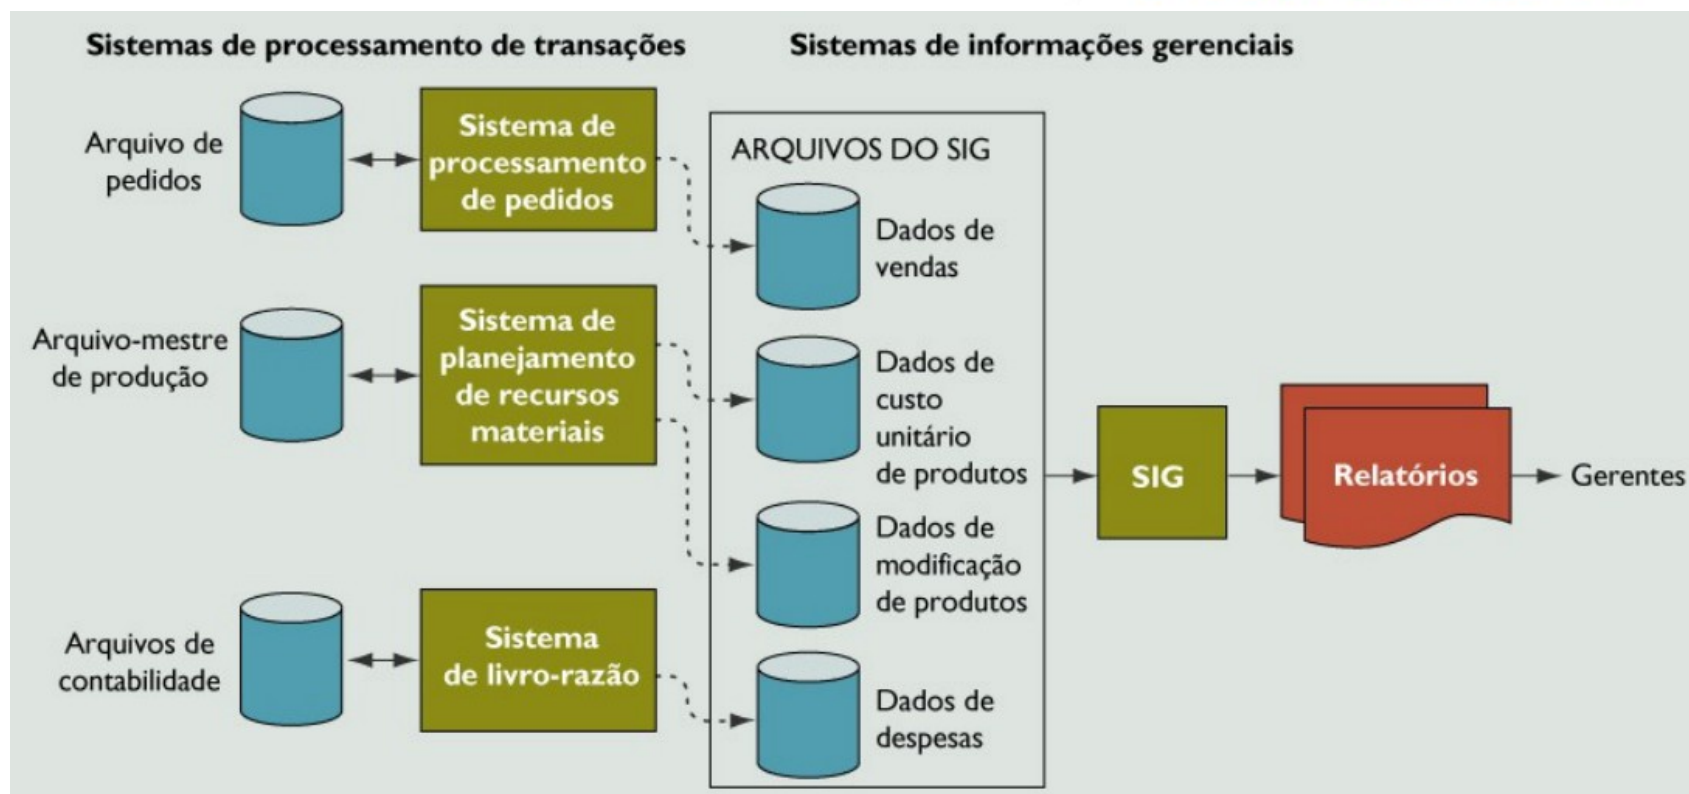 Sistemas de processamento de transações
Sistemas de informações gerenciais
Arquivo de
pedidos
Sistema de
processamento
de pedidos
ARQUIVOS DO SIG
Dados de
vendas
Arquivo-mestre
de produção
Sistema de
planejamento
de recursos
materiais
Dados de
custo
unitário
de produtos
Dados de
modificação
de produtos
Arquivos de
contabilidade
Sistema
de livro-razão
Dados de
despesas
SIG
Relatórios
Gerentes